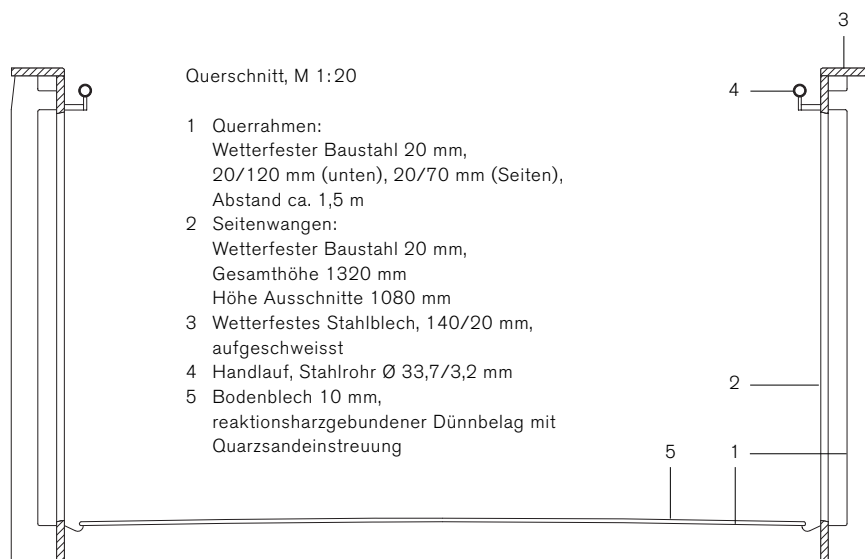 3
Querschnitt, M 1:20
4
1 Querrahmen:
Wetterfester Baustahl 20 mm,
20/120 mm (unten), 20/70 mm (Seiten),
Abstand ca. 1,5 m
2 Seitenwangen:
Wetterfester Baustahl 20 mm,
Gesamthöhe 1320 mm
Höhe Ausschnitte 1080 mm
3 Wetterfestes Stahlblech, 140/20 mm,
aufgeschweisst
4 Handlauf, Stahlrohr Ø 33,7/3,2 mm
5 Bodenblech 10 mm,
reaktionsharzgebundener Dünnbelag mit
Quarzsandeinstreuung
2
5
1